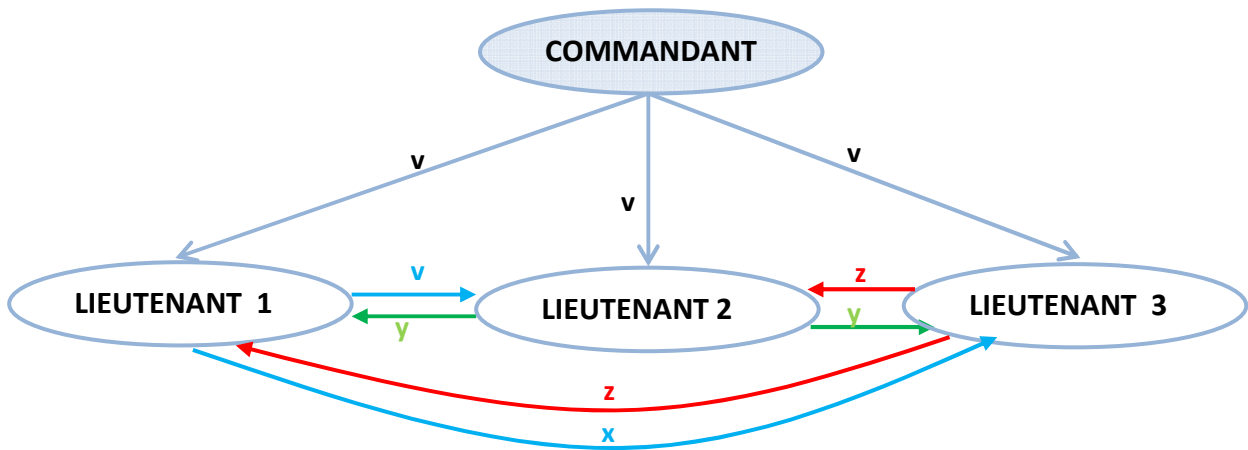 COMMANDANT
v
v
v
v
z
LIEUTENANT 1
LIEUTENANT 2
LIEUTENANT 3
y
y
z
x